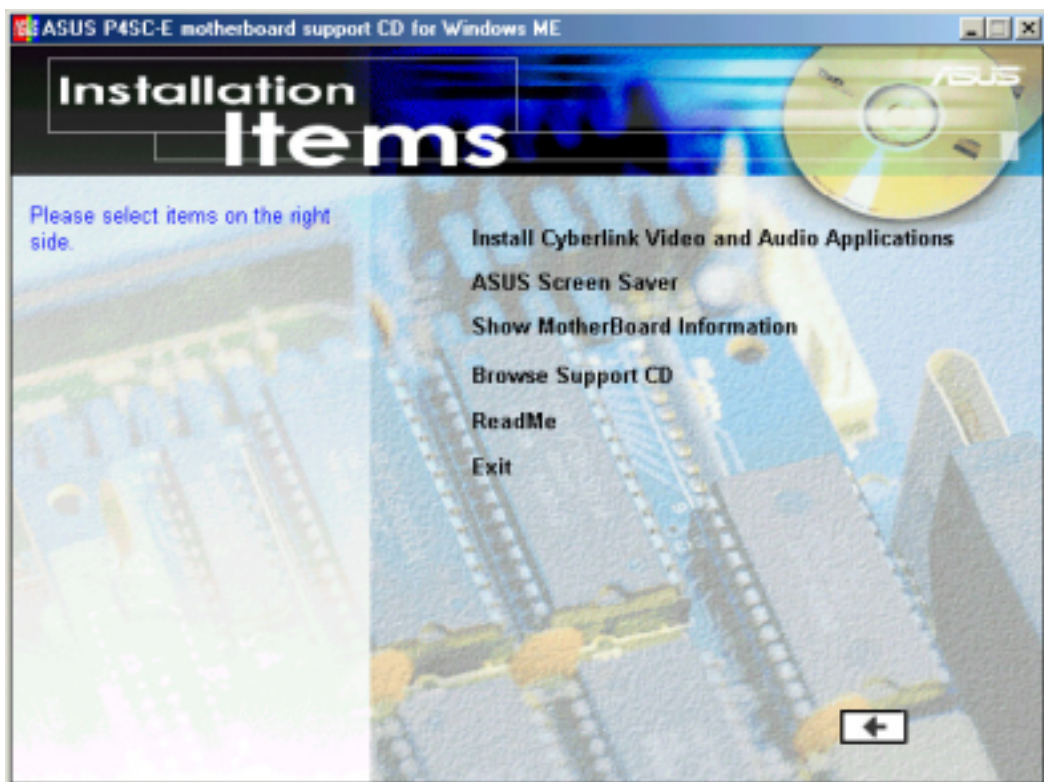 ASUS P4SC-E motherboard support CD for Windows ME
ASUS
Installation
Items
Please select items on the right
side.
Install Cyberlink Video and Audio Applications
ASUS Screen Saver
Show MotherBoard Information
Browse Support CD
ReadMe
Exit